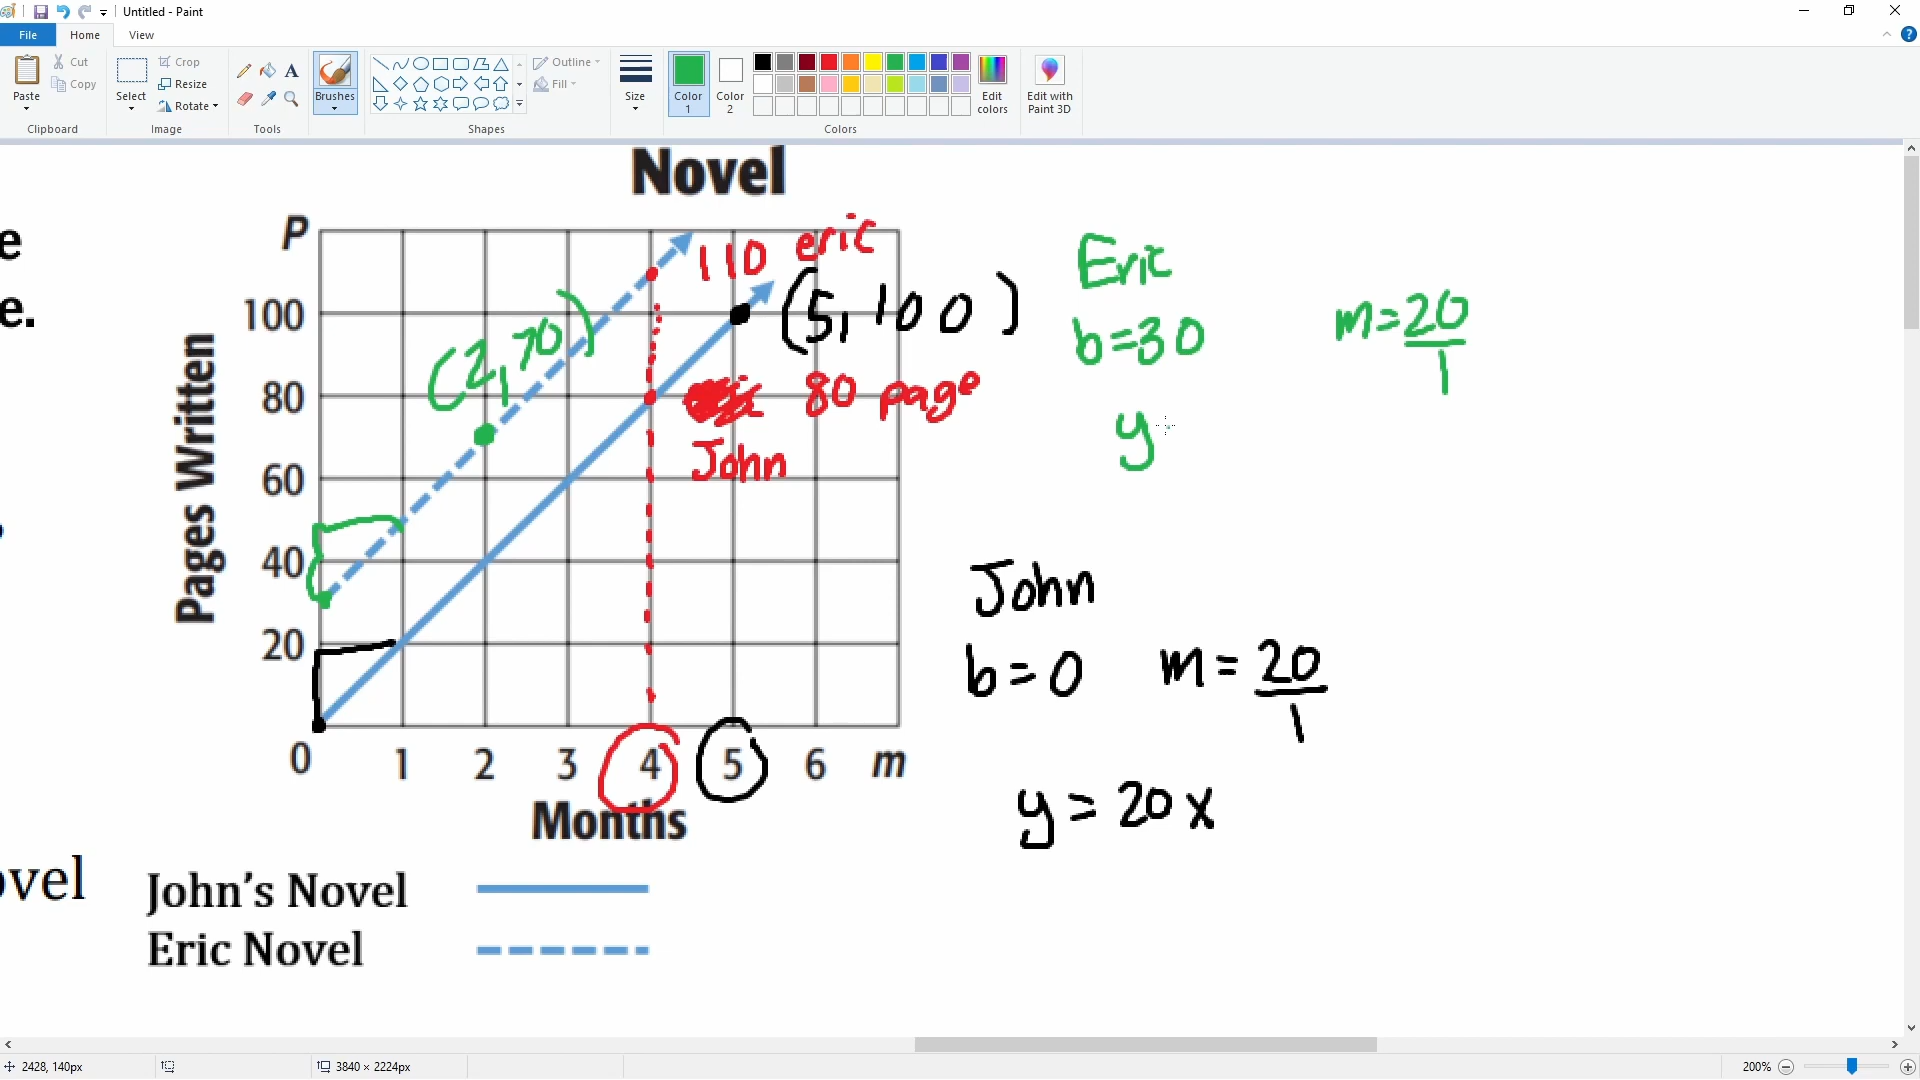 Untitled - Paint
File Home View
Paste Cut Copy Clipboard
Select Crop Resize Rotate Image
A Tools
Brushes
Outline Fill Shapes
Size
Color 1 Color 2 Edit colors Colors
Edit with Paint 3D
Novel
e
e.
P
110 eric
100 (5, 100)
(2, 70)
80 80 page
John
60
40
20
0 1 2 3 4 5 6 m
Pages Written
Months
ovel
John's Novel
Eric Novel
Eric
b=30 m=20/1
y
John
b=0 m=20/1
y=20x
2428, 140px 3840 × 2224px 200%